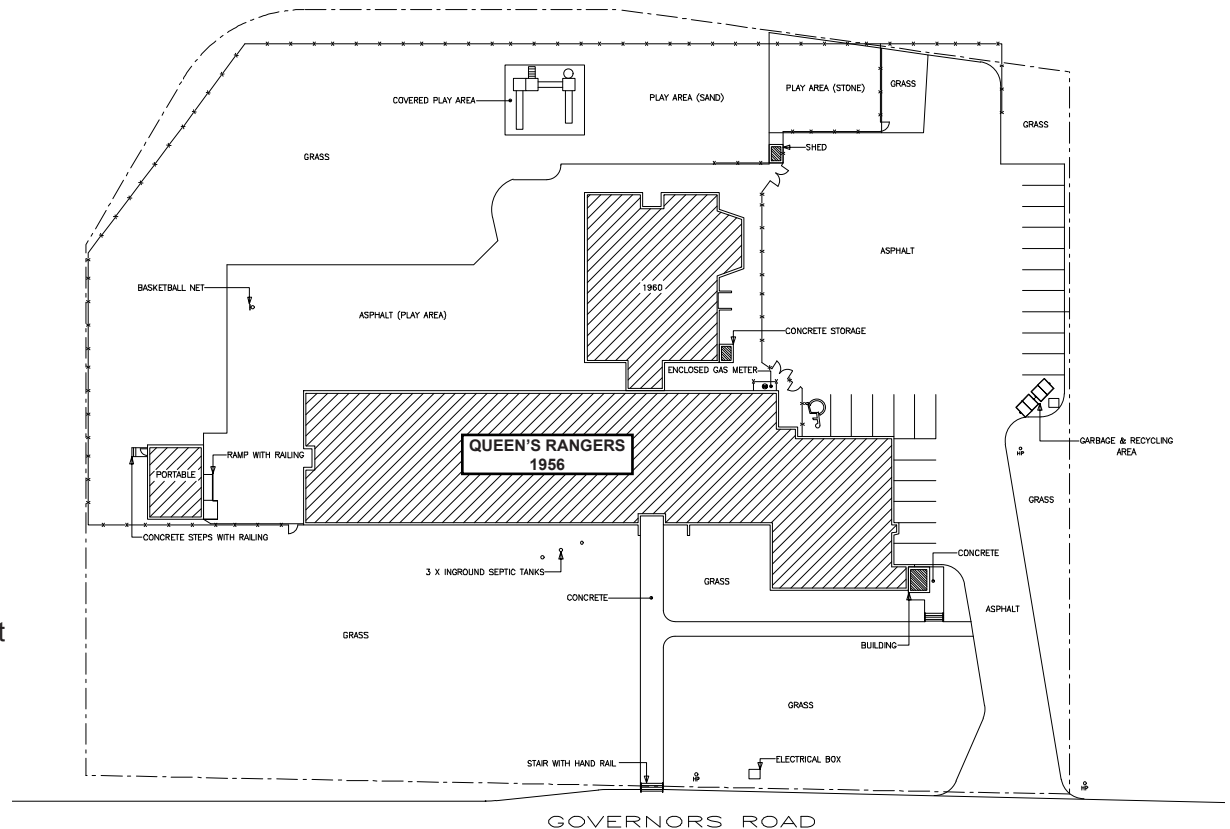 COVERED PLAY AREA
PLAY AREA (SAND)
PLAY AREA (STONE)
GRASS
GRASS
GRASS
SHED
ASPHALT
BASKETBALL NET
1960
ASPHALT (PLAY AREA)
CONCRETE STORAGE
ENCLOSED GAS METER
QUEEN'S RANGERS
1956
GARBAGE & RECYCLING
AREA
HP
RAMP WITH RAILING
PORTABLE
GRASS
CONCRETE STEPS WITH RAILING
CONCRETE
3 X INGROUND SEPTIC TANKS
GRASS
CONCRETE
ASPHALT
t
GRASS
BUILDING
GRASS
STAIR WITH HAND RAIL
HP
ELECTRICAL BOX
HP
GOVERNORS ROAD